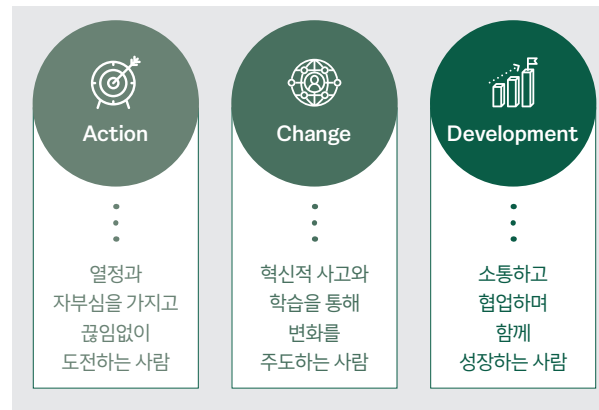 Action
열정과
자부심을 가지고
끊임없이
도전하는 사람
Change
혁신적 사고와
학습을 통해
변화를
주도하는 사람
Development
소통하고
협업하며
함께
성장하는 사람